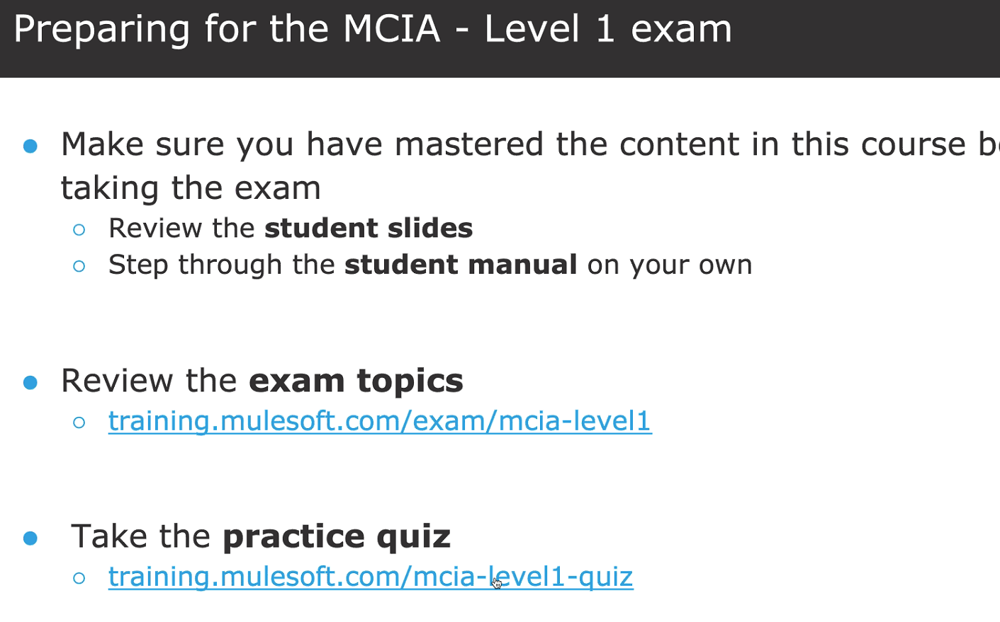 Preparing for the MCIA - Level 1 exam
Make sure you have mastered the content in this course
taking the exam
Review the student slides
Step through the student manual on your own
Review the exam topics
training.mulesoft.com/exam/mcia-level1
Take the practice quiz
training.mulesoft.com/mcia-level1-quiz